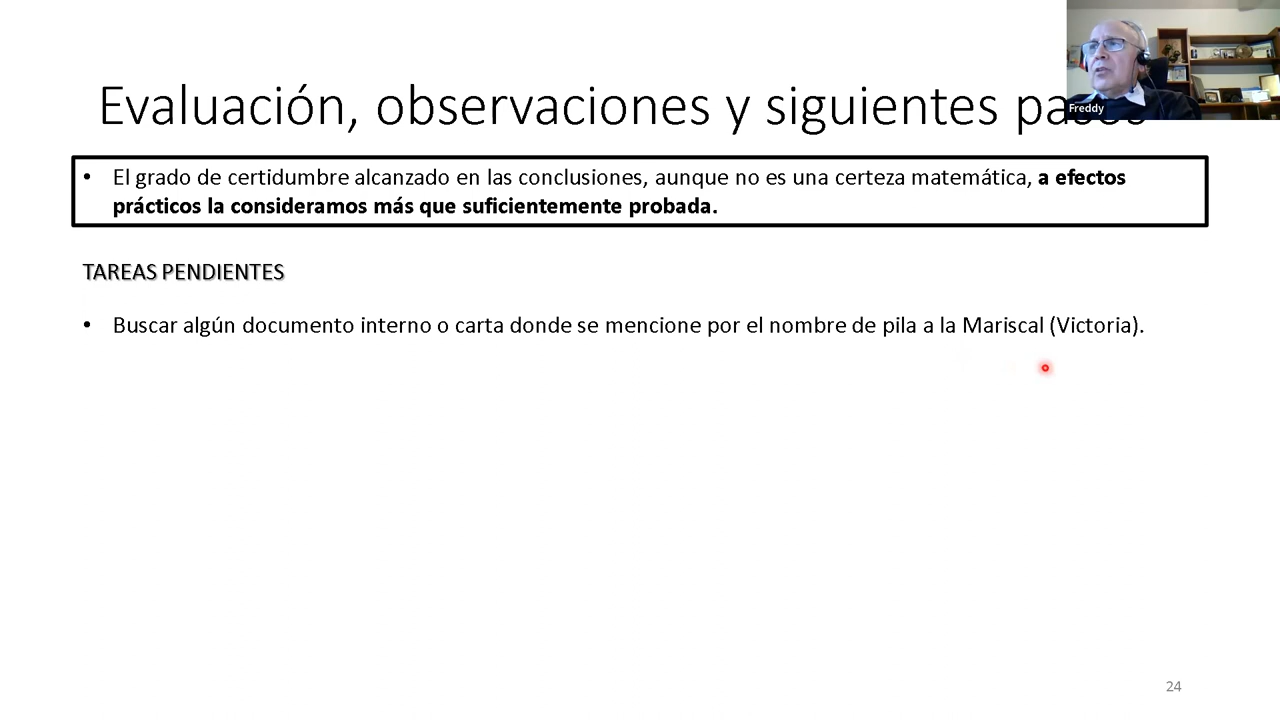 Evaluación, observaciones y siguientes pasos
Freddy
• El grado de certidumbre alcanzado en las conclusiones, aunque no es una certeza matemática, a efectos
prácticos la consideramos más que suficientemente probada.
TAREAS PENDIENTES
• Buscar algún documento interno o carta donde se mencione por el nombre de pila a la Mariscal (Victoria).
24